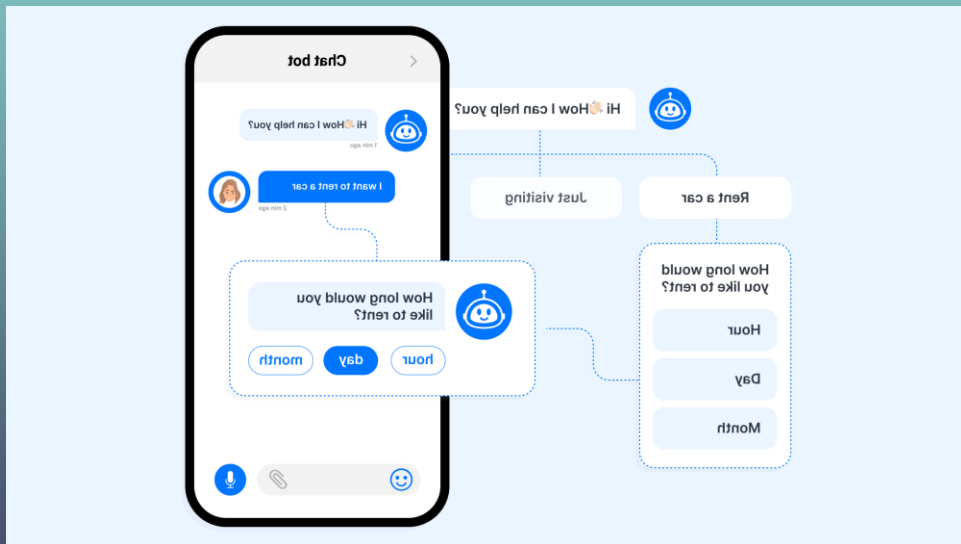 Chat bot
Hi👋🏻How I can help you?
1 min ago
I want to rent a car
2 min ago
How long would you
like to rent?
hour
day
month
Hi👋🏻How I can help you?
Rent a car
Just visiting
How long would
you like to rent?
Hour
Day
Month